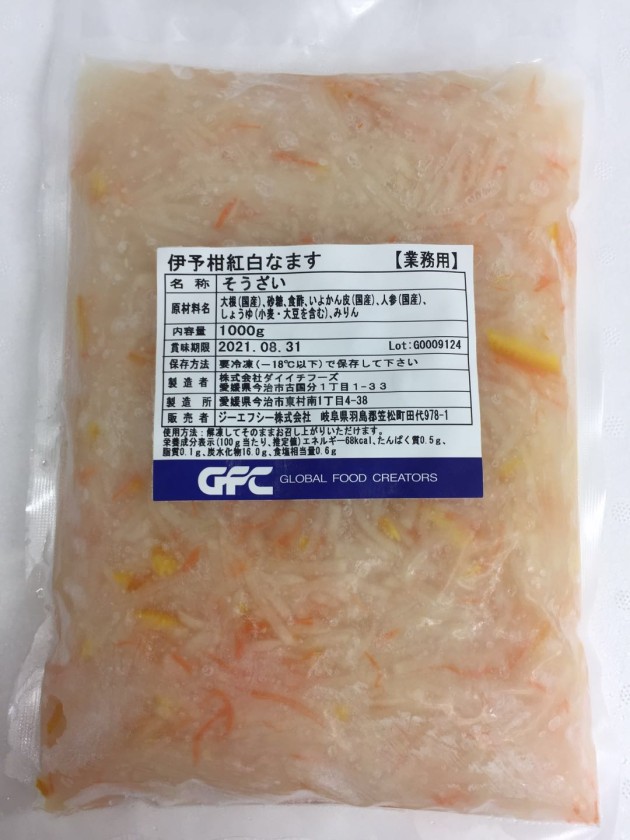 伊予柑紅白なます 【業務用】
名称 そうざい
原材料名 大根(国産)、砂糖、食酢、いよかん皮(国産)、人参(国産)、
しょうゆ(小麦・大豆を含む)、みりん
内容量 1000g
賞味期限 2021.08.31 Lot:G0009124
保存方法 要冷凍(-18℃以下)で保存して下さい
製造者 株式会社ダイイチフーズ
愛媛県今治市古国分1丁目1-33
製造所 愛媛県今治市東村南1丁目4-38
販売者 ジーエフシー株式会社 岐阜県羽島郡笠松町田代978-1
使用方法:解凍してそのままお召し上がりいただけます。
栄養成分表示(100g当たり、推定値)エネルギー68kcal、たんぱく質0.5g、
脂質0.1g、炭水化物16.0g、食塩相当量0.6g
GFC GLOBAL FOOD CREATORS